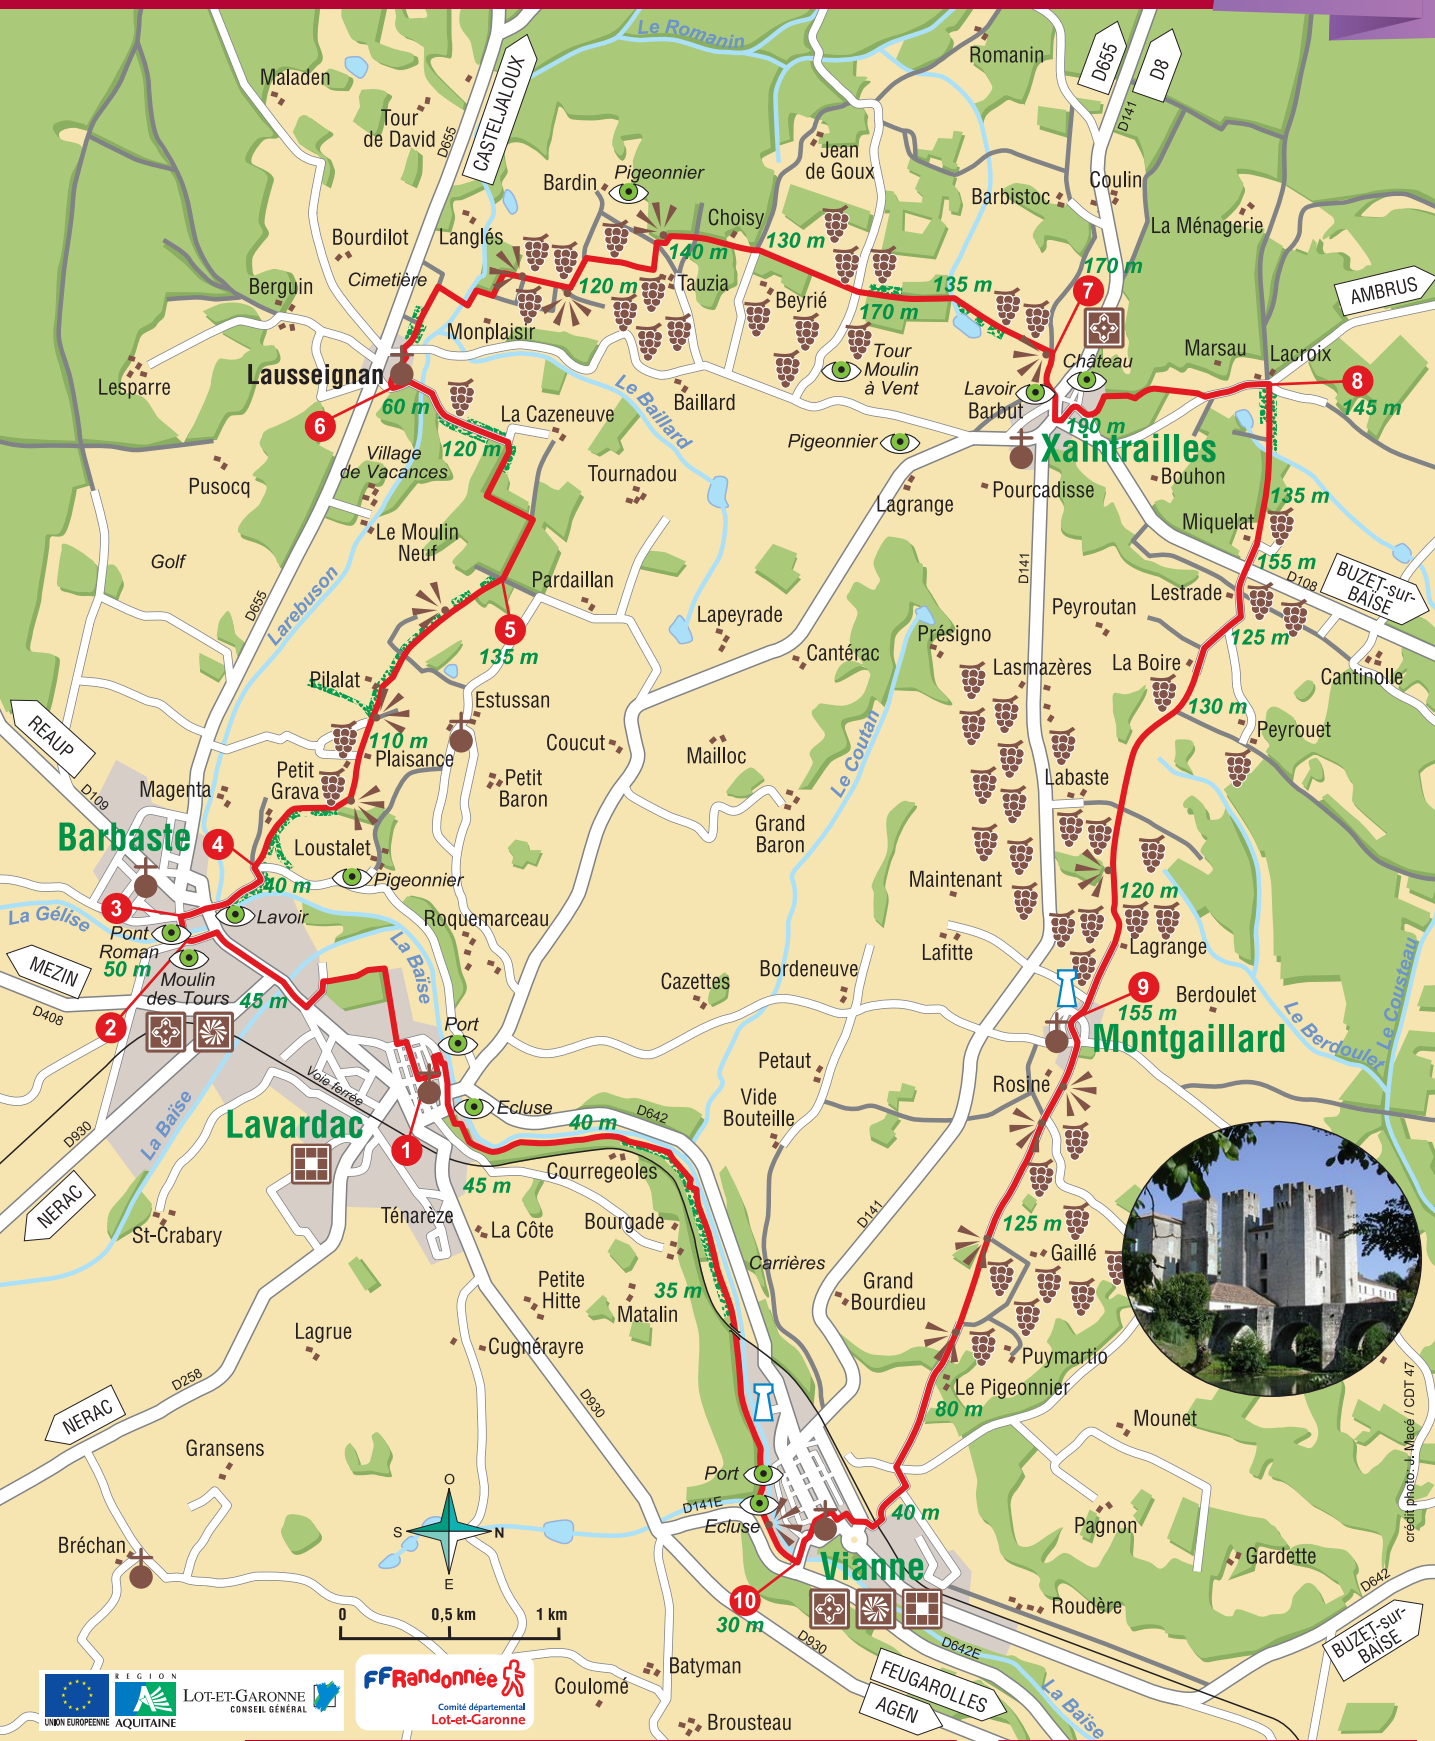 Le Romanin
Romanin
D655
D8
D141
Maladen
Tour
de David
D655
CASTELJALOUX
Jean
de Goux
Bardin
Pigeonnier
Barbistoc
Coulin
La Ménagerie
Choisy
130 m
140 m
Bourdilot
Langlés
Cimetière
Berguin
120 m
Tauzia
Beyrié
170 m
135 m
170 m
7
AMBRUS
Monplaisir
Tour
Moulin
à Vent
Château
Marsau
Lacroix
8
145 m
Lesparre
Lausseignan
60 m
6
La Cazeneuve
Le Baillard
Baillard
Lavoir
Barbut
190 m
Xaintrailles
Pigeonnier
120 m
Village
de Vacances
Pusocq
Tournadou
Lagrange
Pourcadisse
Bouhon
135 m
Miquelat
Le Moulin
Neuf
Golf
155 m
D108
BUZET-sur-
BAÏSE
D141
D655
Larebuson
Pardaillan
5
135 m
Lapeyrade
Présigno
Peyroutan
Lestrade
125 m
Cantérac
Lasmazères
La Boire
Cantinolle
Pilalat
Estussan
130 m
Peyrouet
REAUP
110 m
Plaisance
Coucut
Mailloc
Le Coutan
D109
Magenta
Petit
Grava
Petit
Baron
Labaste
Grand
Baron
Barbaste
4
Loustalet
40 m
Pigeonnier
Maintenant
120 m
3
La Gélise
Pont
Roman
50 m
Lavoir
Roquemarceau
Lafitte
Lagrange
MEZIN
Moulin
des Tours
45 m
La Baïse
Cazettes
Bordeneuve
9
155 m
Berdoulet
D408
2
Port
Montgaillard
Le Berdoulet
Le Cousteau
Petaut
Rosine
Voie ferrée
Ecluse
Vide
Bouteille
D642
40 m
Lavardac
1
D930
La Baïse
45 m
Courregeoles
NERAC
St-Crabary
Ténarèze
La Côte
Bourgade
D141
125 m
Gaillé
Carrières
Petite
Hitte
35 m
Matalin
Grand
Bourdieu
Lagrue
Cugnérayre
Puymartio
Le Pigeonnier
80 m
D258
NERAC
D930
Mounet
crédit photo: J. Macé / CDT 47
Gransens
O
S
N
E
Port
D141E
Ecluse
40 m
Pagnon
Bréchan
Vianne
Gardette
10
30 m
0
0,5 km
1 km
Roudère
D642
D930
D642E
BUZET-sur-
BAÏSE
Batyman
Coulomé
Brousteau
FEUGAROLLES
AGEN
La Baïse
UNION EUROPEENNE
REGION
AQUITAINE
LOT-ET-GARONNE
CONSEIL GÉNÉRAL
FFRandonnée
Comité départemental
Lot-et-Garonne